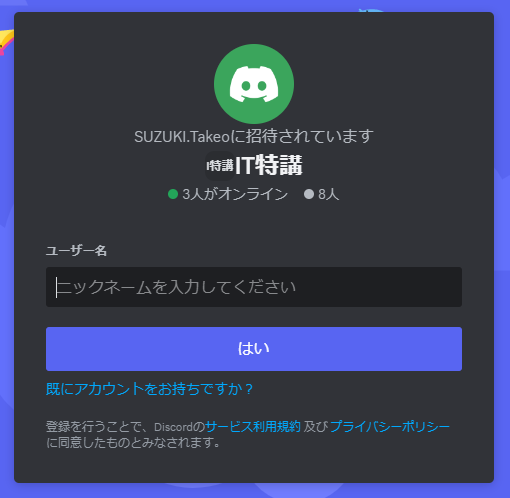 SUZUKI.Takeoに招待されています
I特講 IT特講
3人がオンライン 8人
ユーザー名
ニックネームを入力してください
はい
既にアカウントをお持ちですか？
登録を行うことで、Discordのサービス利用規約 及び プライバシーポリシー
に同意したものとみなされます。